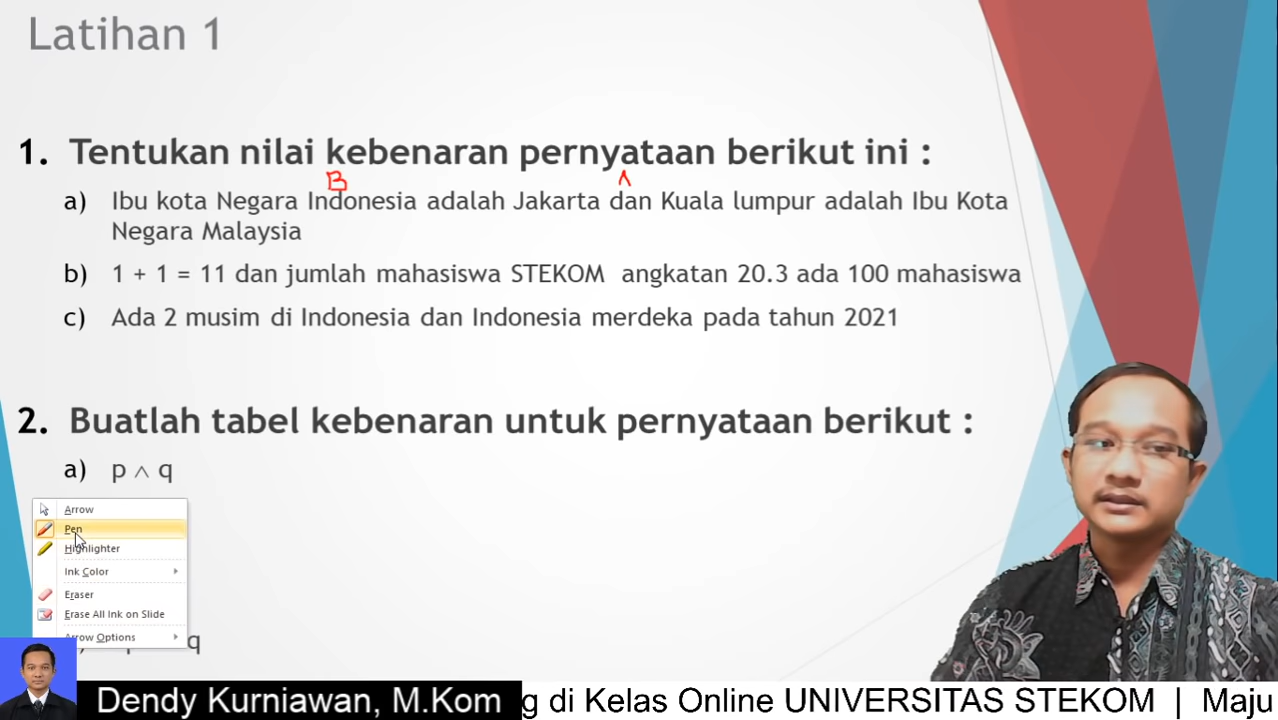 Latihan 1
1. Tentukan nilai kebenaran pernyataan berikut ini :
B ∧
a) Ibu kota Negara Indonesia adalah Jakarta dan Kuala lumpur adalah Ibu Kota
Negara Malaysia
b) 1 + 1 = 11 dan jumlah mahasiswa STEKOM angkatan 20.3 ada 100 mahasiswa
c) Ada 2 musim di Indonesia dan Indonesia merdeka pada tahun 2021
2. Buatlah tabel kebenaran untuk pernyataan berikut :
a) p ∧ q
Arrow
Pen
Highlighter
Ink Color
Eraser
Erase All Ink on Slide
Arrow Options
q
Dendy Kurniawan, M.Kom
g di Kelas Online UNIVERSITAS STEKOM | Maju